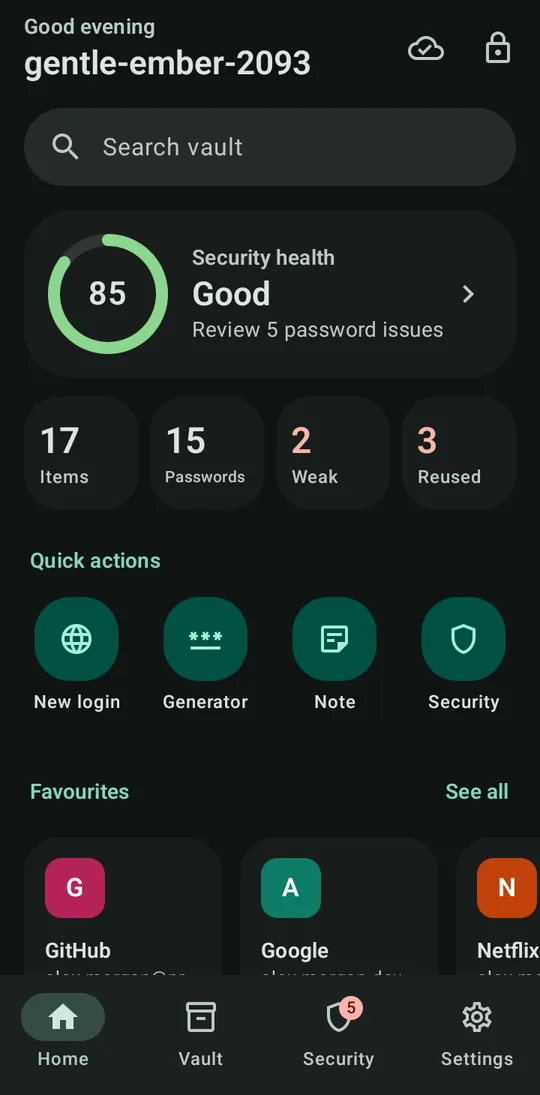 Good evening
gentle-ember-2093
Search vault
85
Security health
Good
Review 5 password issues
17
Items
15
Passwords
2
Weak
3
Reused
Quick actions
***
New login
Generator
Note
Security
Favourites
See all
G
GitHub
A
Google
N
Netflix
5
Home
Vault
Security
Settings